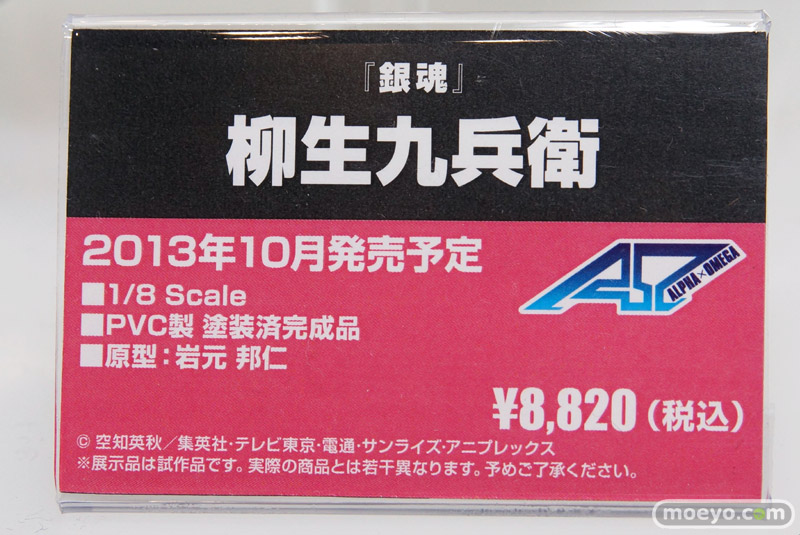 『銀魂』
柳生九兵衛
2013年10月発売予定
ALPHA×OMEGA
■1/8 Scale
■PVC製 塗装済完成品
■原型：岩元 邦仁
¥8,820（税込）
© 空知英秋／集英社・テレビ東京・電通・サンライズ・アニプレックス
※展示品は試作品です。実際の商品とは若干異なります。予めご了承ください。
moeyo.com